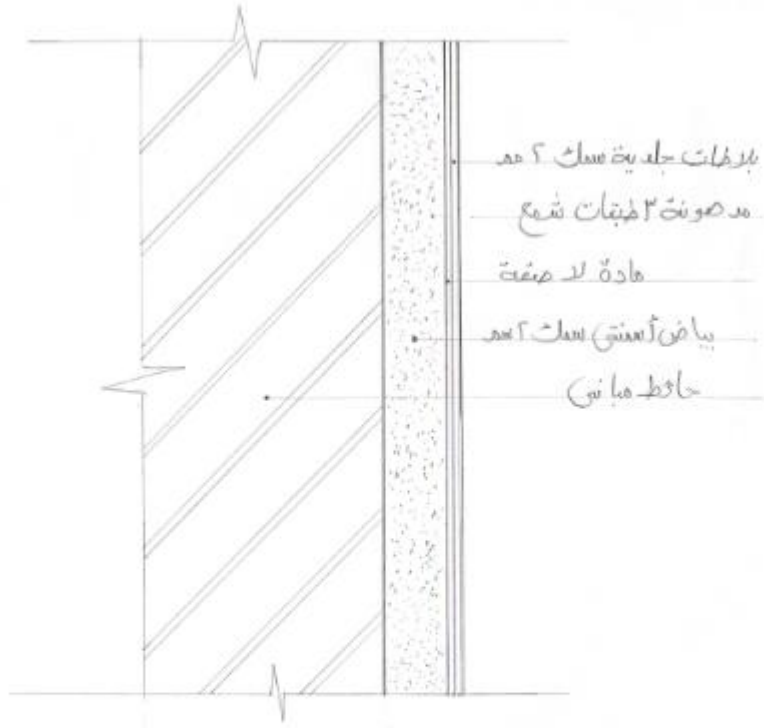 بلاطات جلدية سمك ٢ مم
مدهونة ٣ طبقات شمع
مادة لاصقة
بياض أسمنتي سمك ٢ سم
حائط مباني